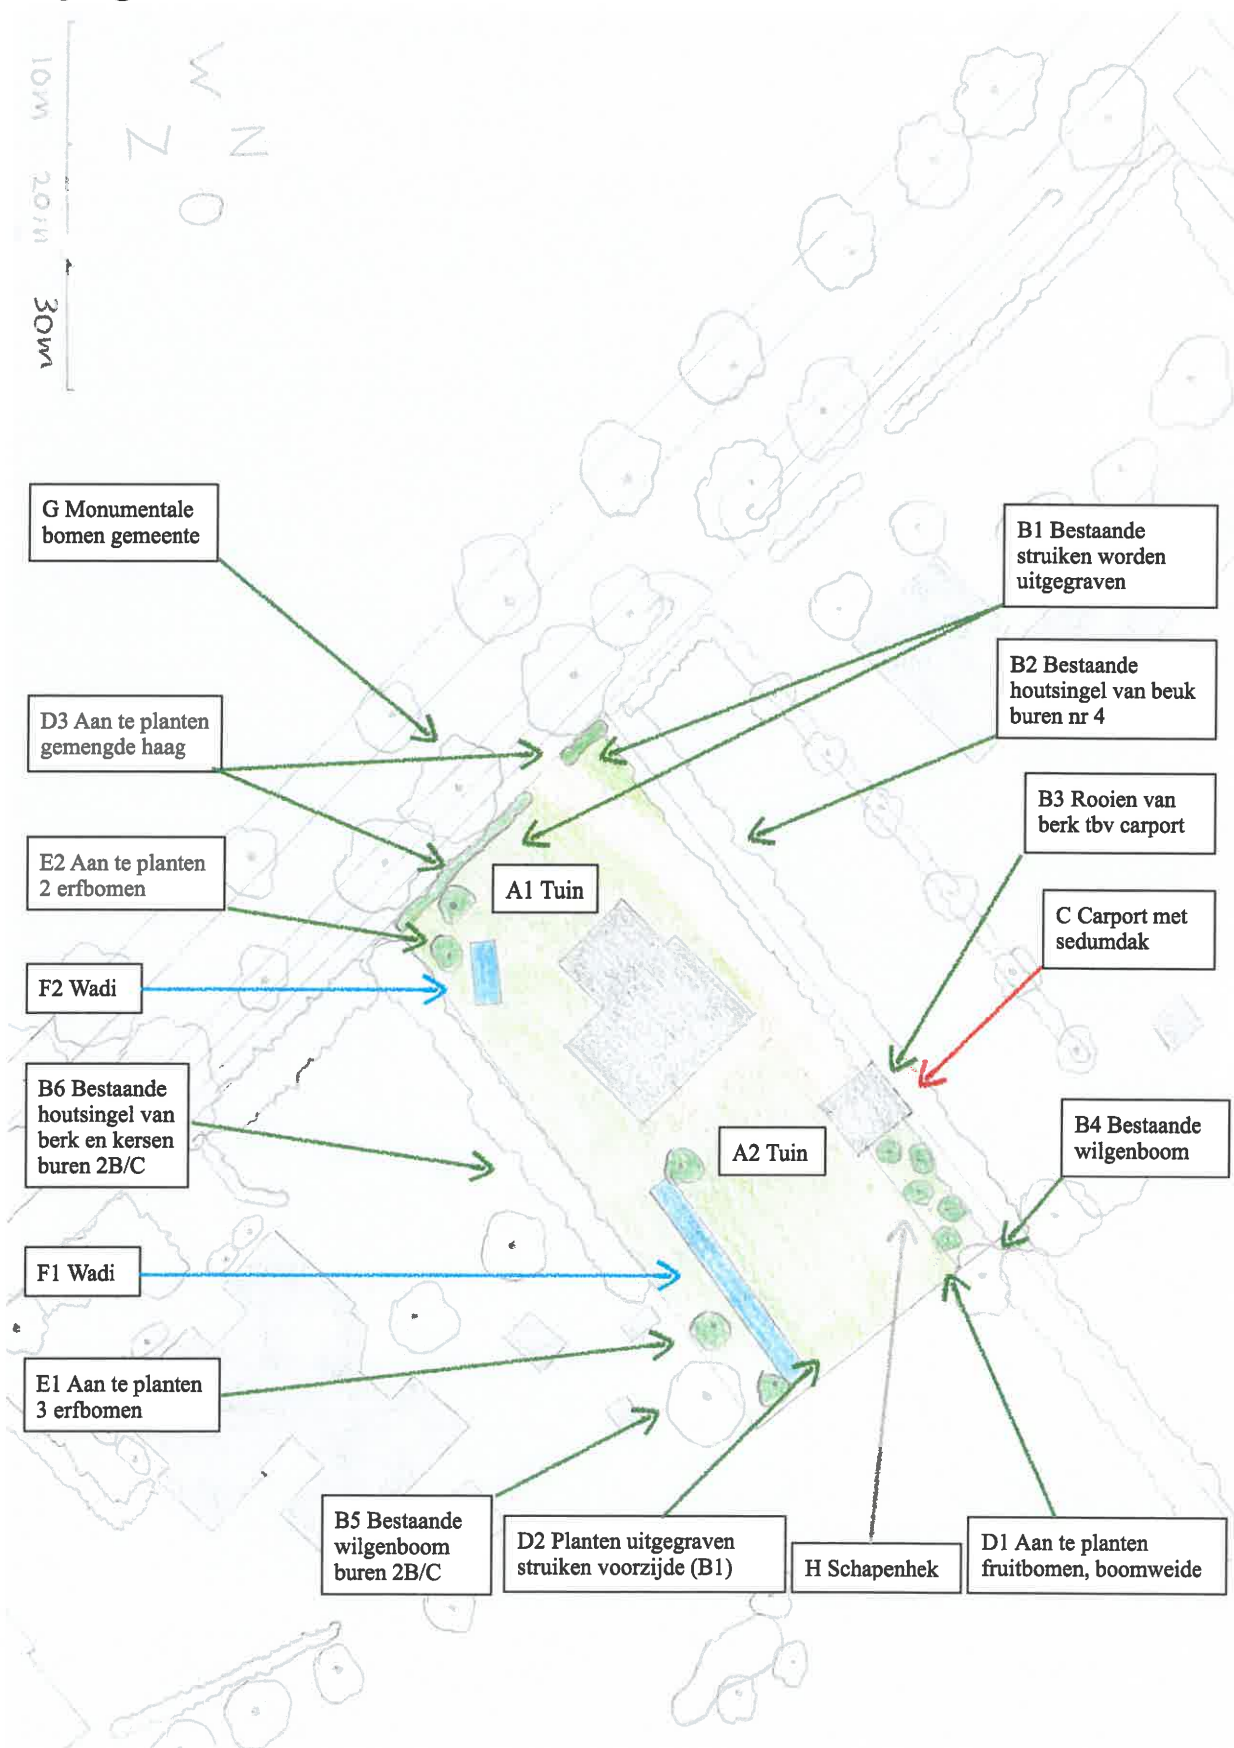 W
Z N
O
10m 20m 30m
G Monumentale
bomen gemeente
B1 Bestaande
struiken worden
uitgegraven
B2 Bestaande
houtsingel van beuk
buren nr 4
D3 Aan te planten
gemengde haag
B3 Rooien van
berk tbv carport
E2 Aan te planten
2 erfbomen
A1 Tuin
C Carport met
sedumdak
F2 Wadi
B6 Bestaande
houtsingel van
berk en kersen
buren 2B/C
B4 Bestaande
wilgenboom
A2 Tuin
F1 Wadi
E1 Aan te planten
3 erfbomen
B5 Bestaande
wilgenboom
buren 2B/C
D2 Planten uitgegraven
struiken voorzijde (B1)
H Schapenhek
D1 Aan te planten
fruitbomen, boomweide